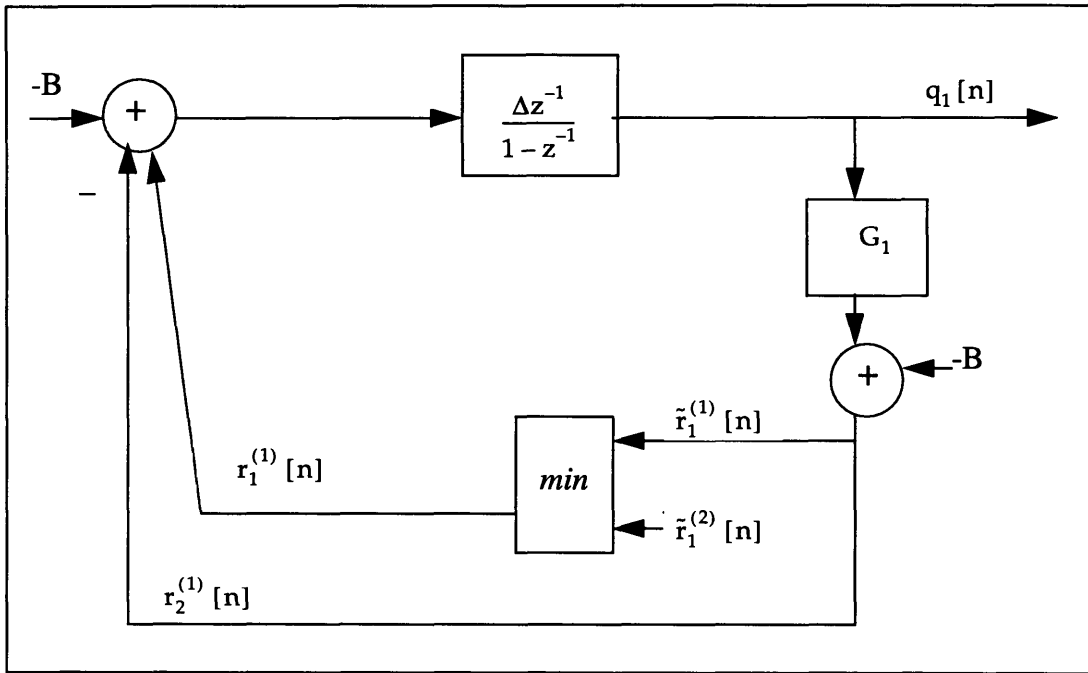 -B
+
Δz⁻¹
1 − z⁻¹
q₁ [n]
−
G₁
+
-B
r̃₁⁽¹⁾ [n]
r₁⁽¹⁾ [n]
min
r̃₁⁽²⁾ [n]
r₂⁽¹⁾ [n]